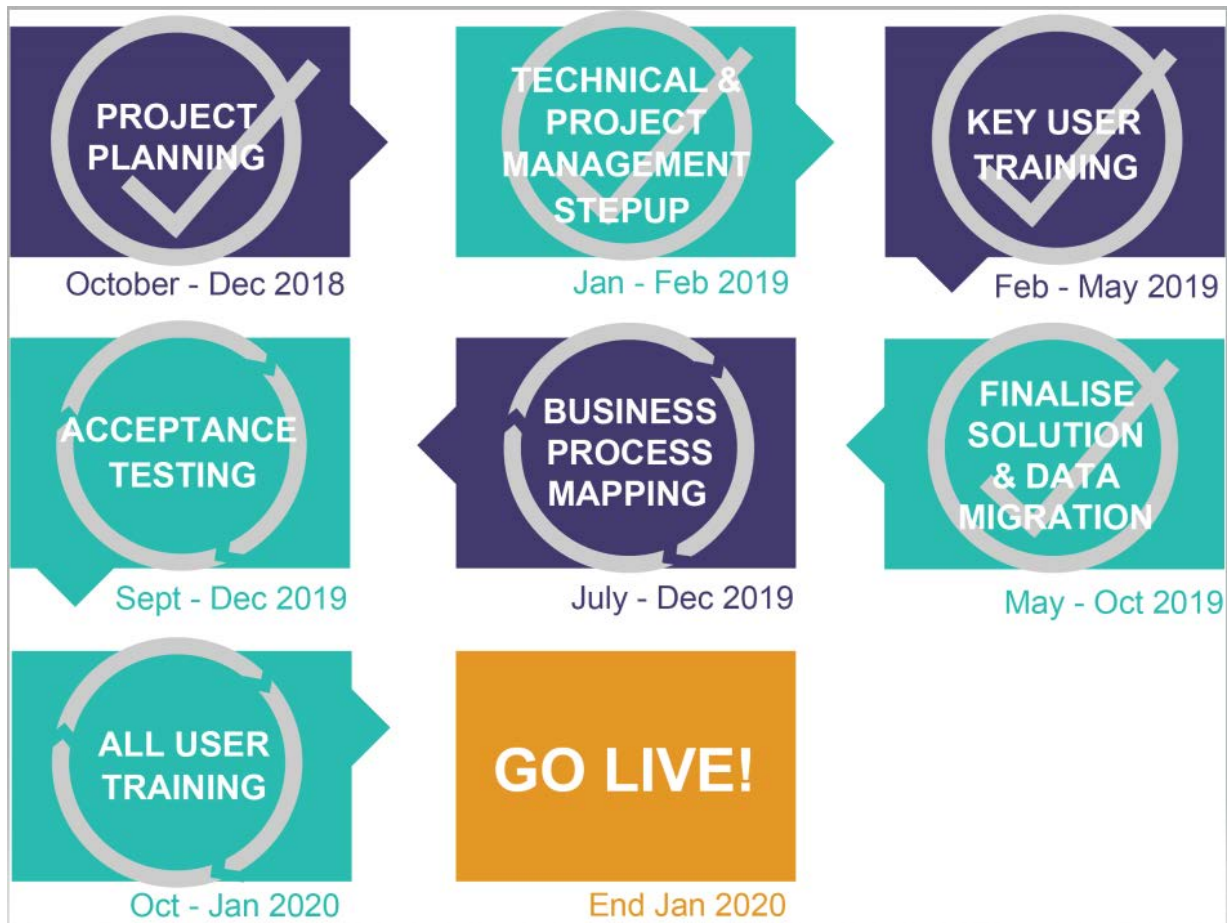 PROJECT
PLANNING
October - Dec 2018
TECHNICAL &
PROJECT
MANAGEMENT
STEPUP
Jan - Feb 2019
KEY USER
TRAINING
Feb - May 2019
FINALISE
SOLUTION
& DATA
MIGRATION
May - Oct 2019
BUSINESS
PROCESS
MAPPING
July - Dec 2019
ACCEPTANCE
TESTING
Sept - Dec 2019
ALL USER
TRAINING
Oct - Jan 2020
GO LIVE!
End Jan 2020